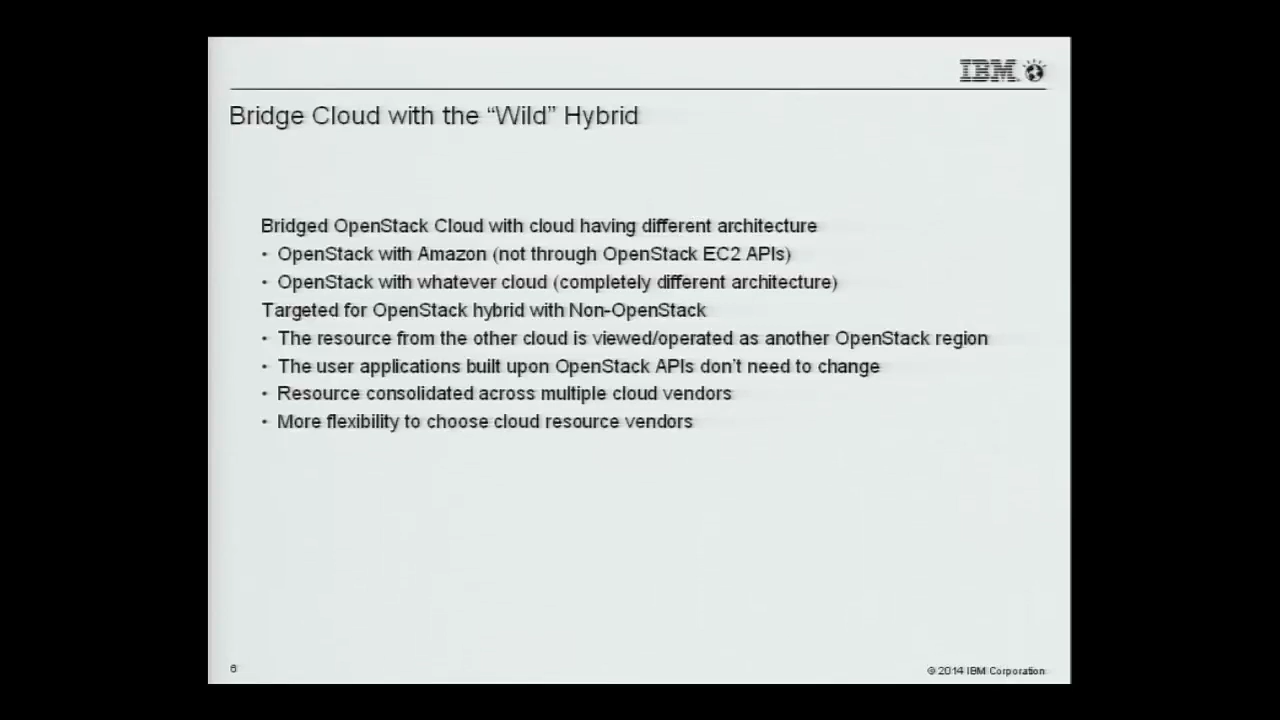 IBM
Bridge Cloud with the “Wild” Hybrid
Bridged OpenStack Cloud with cloud having different architecture
• OpenStack with Amazon (not through OpenStack EC2 APIs)
• OpenStack with whatever cloud (completely different architecture)
Targeted for OpenStack hybrid with Non-OpenStack
• The resource from the other cloud is viewed/operated as another OpenStack region
• The user applications built upon OpenStack APIs don’t need to change
• Resource consolidated across multiple cloud vendors
• More flexibility to choose cloud resource vendors
6
© 2014 IBM Corporation